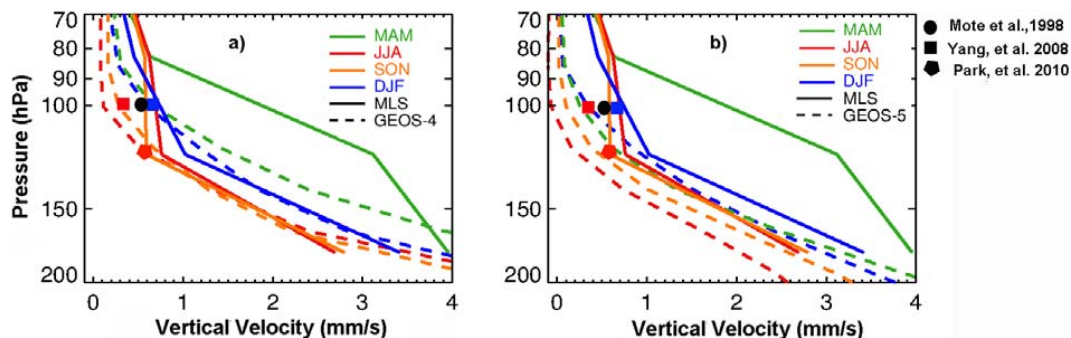 70
80
90
100
150
200
Pressure (hPa)
a)
MAM
JJA
SON
DJF
MLS
GEOS-4
0 1 2 3 4
Vertical Velocity (mm/s)
70
80
90
100
150
200
b)
MAM
JJA
SON
DJF
MLS
GEOS-5
0 1 2 3 4
Vertical Velocity (mm/s)
Mote et al.,1998
Yang, et al. 2008
Park, et al. 2010